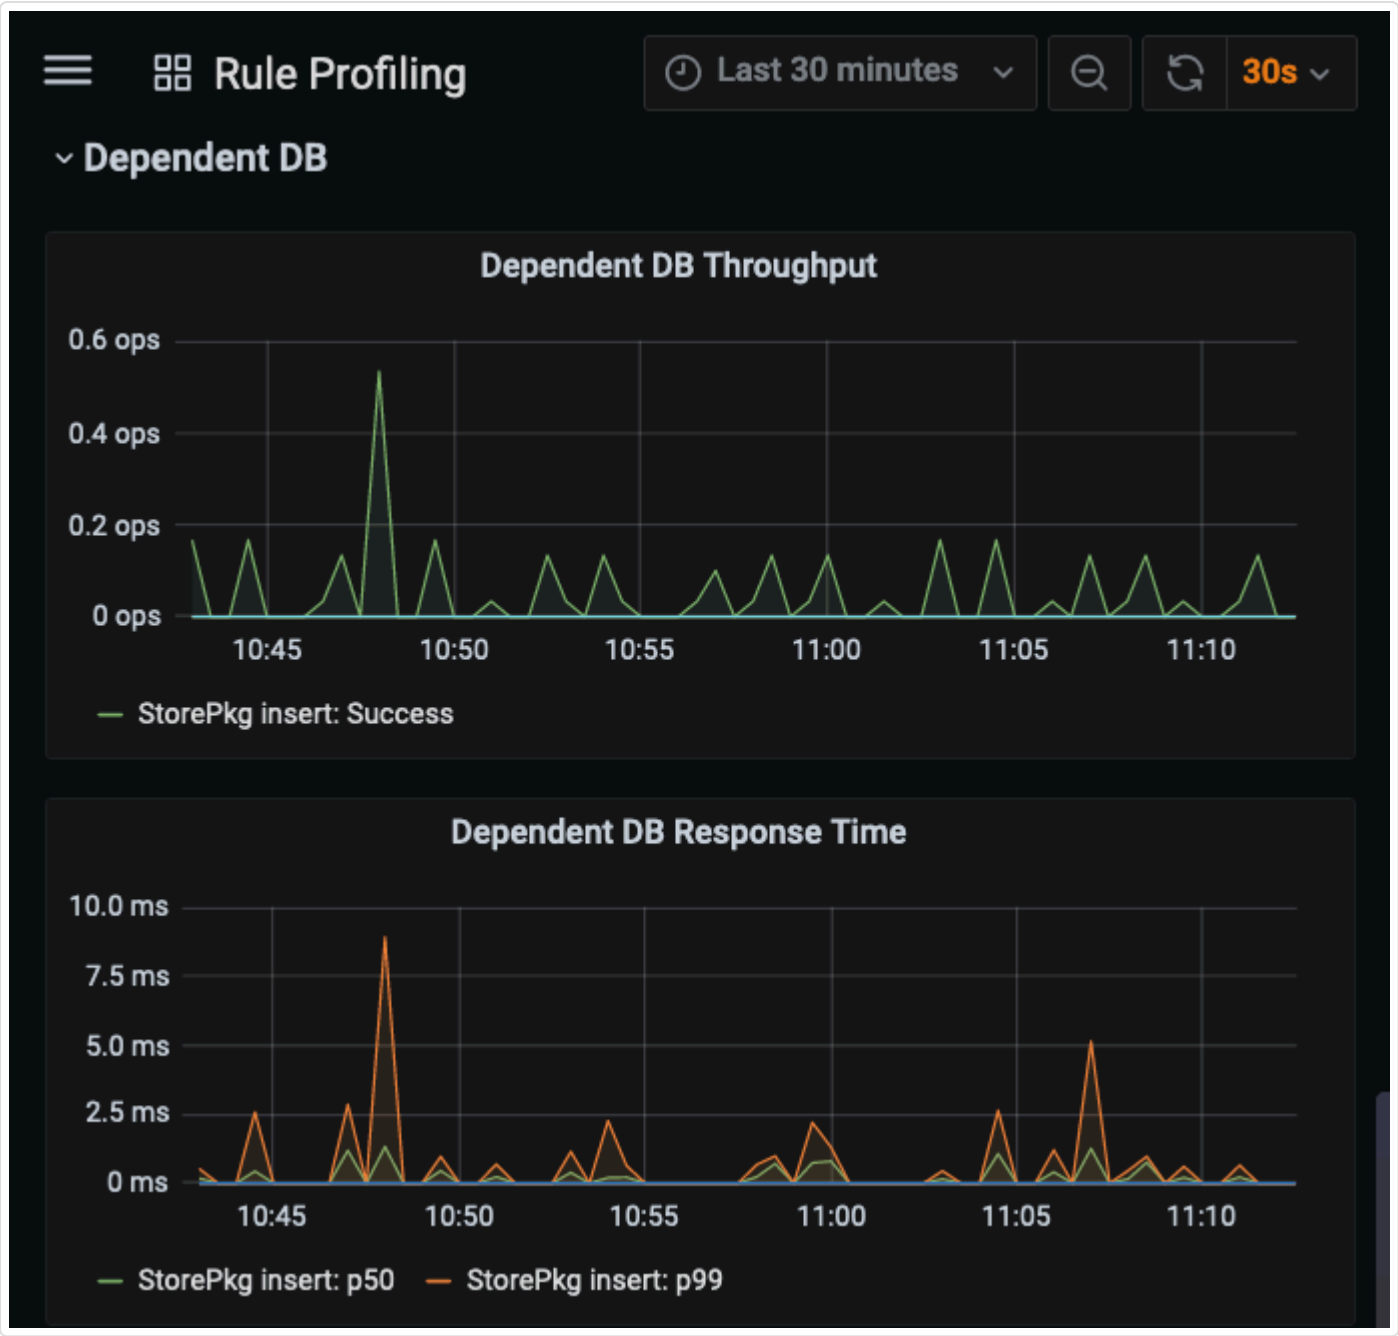 Rule Profiling
Last 30 minutes
30s
Dependent DB
Dependent DB Throughput
0.6 ops
0.4 ops
0.2 ops
0 ops
10:45 10:50 10:55 11:00 11:05 11:10
StorePkg insert: Success
Dependent DB Response Time
10.0 ms
7.5 ms
5.0 ms
2.5 ms
0 ms
10:45 10:50 10:55 11:00 11:05 11:10
StorePkg insert: p50 StorePkg insert: p99